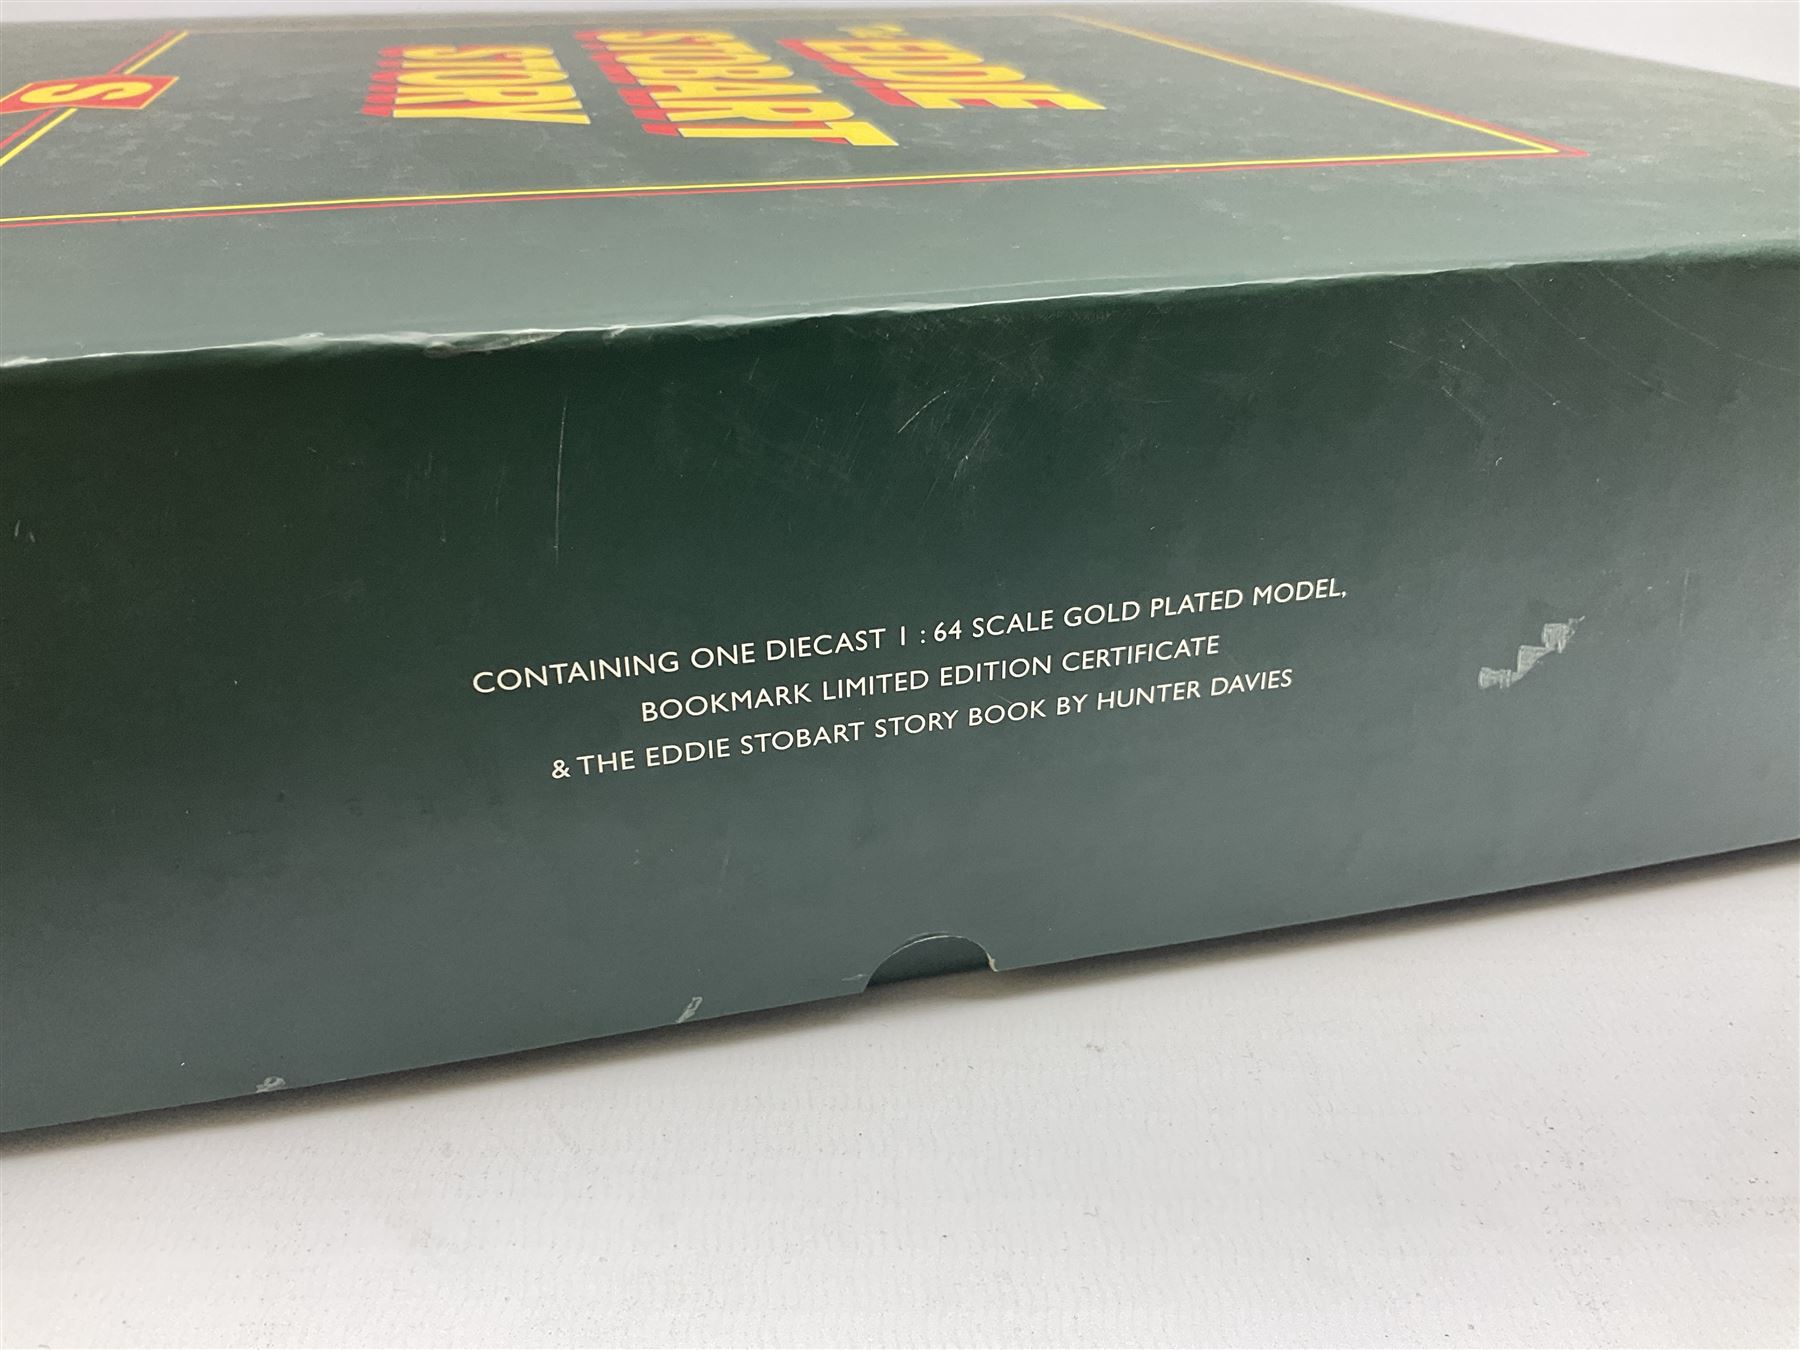 The EDDIE
STOBART
STORY
S
CONTAINING ONE DIECAST 1 : 64 SCALE GOLD PLATED MODEL,
BOOKMARK LIMITED EDITION CERTIFICATE
& THE EDDIE STOBART STORY BOOK BY HUNTER DAVIES